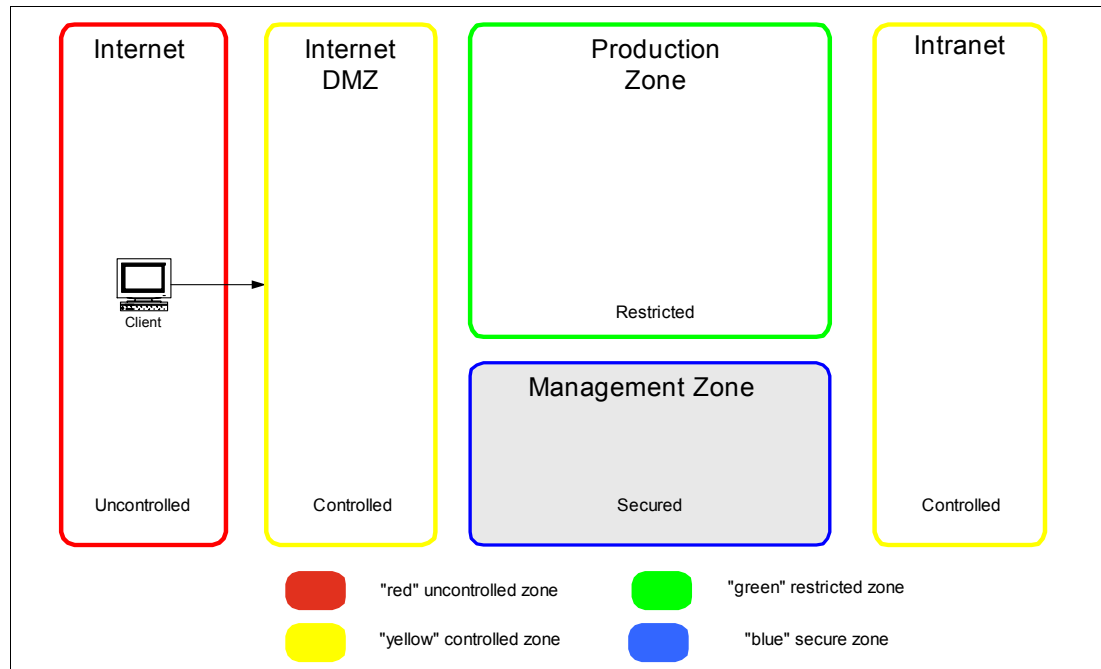 Internet
Internet
DMZ
Production
Zone
Intranet
Client
Restricted
Management Zone
Uncontrolled
Controlled
Secured
Controlled
"red" uncontrolled zone
"green" restricted zone
"yellow" controlled zone
"blue" secure zone